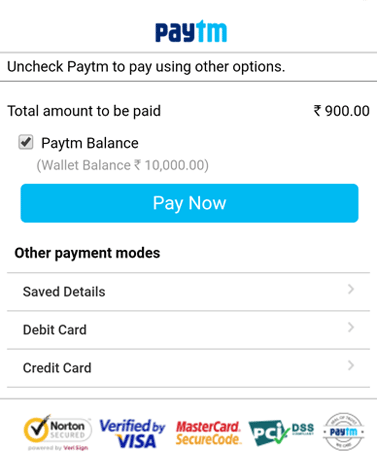 paytm
Uncheck Paytm to pay using other options.
Total amount to be paid ₹ 900.00
Paytm Balance
(Wallet Balance ₹ 10,000.00)
Pay Now
Other payment modes
Saved Details
Debit Card
Credit Card
Norton
SECURED
powered by VeriSign
Verified by
VISA
MasterCard.
SecureCode.
PCI DSS
COMPLIANT
paytm